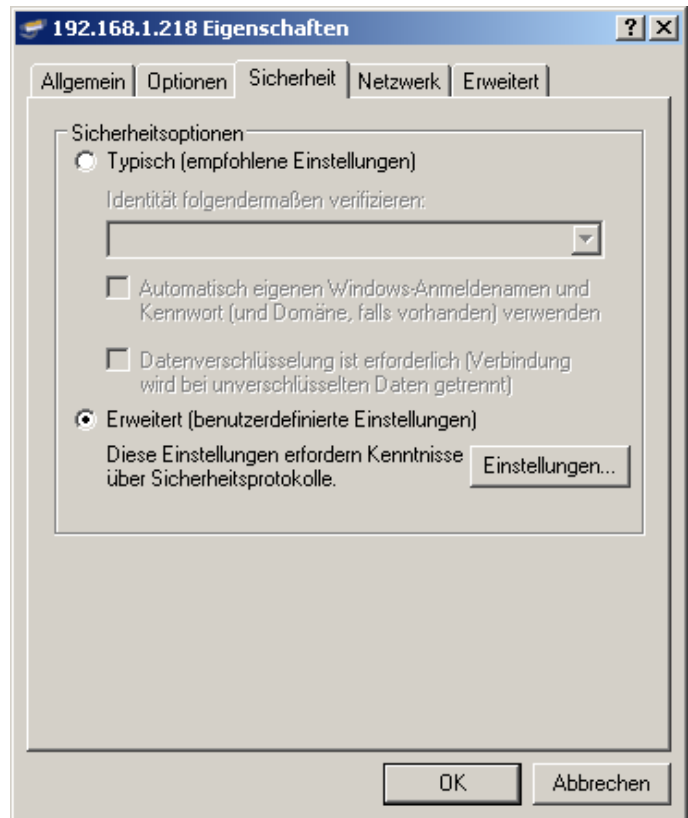 192.168.1.218 Eigenschaften
Allgemein Optionen Sicherheit Netzwerk Erweitert
Sicherheitsoptionen
Typisch (empfohlene Einstellungen)
Identität folgendermaßen verifizieren:
Automatisch eigenen Windows-Anmeldenamen und
Kennwort (und Domäne, falls vorhanden) verwenden
Datenverschlüsselung ist erforderlich (Verbindung
wird bei unverschlüsselten Daten getrennt)
Erweitert (benutzerdefinierte Einstellungen)
Diese Einstellungen erfordern Kenntnisse
über Sicherheitsprotokolle.
Einstellungen...
OK Abbrechen